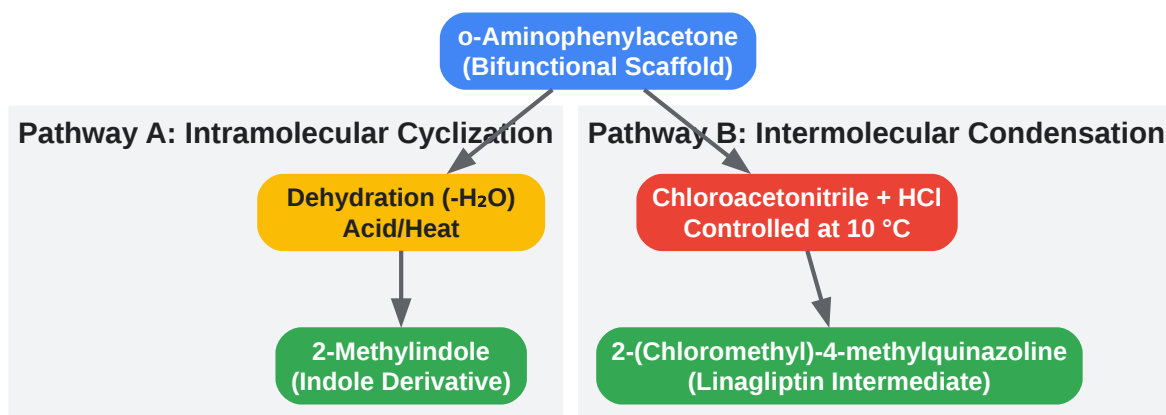 o-Aminophenylacetone
(Bifunctional Scaffold)
Pathway A: Intramolecular Cyclization
Dehydration (-H₂O)
Acid/Heat
2-Methylindole
(Indole Derivative)
Pathway B: Intermolecular Condensation
Chloroacetonitrile + HCl
Controlled at 10 °C
2-(Chloromethyl)-4-methylquinazoline
(Linagliptin Intermediate)